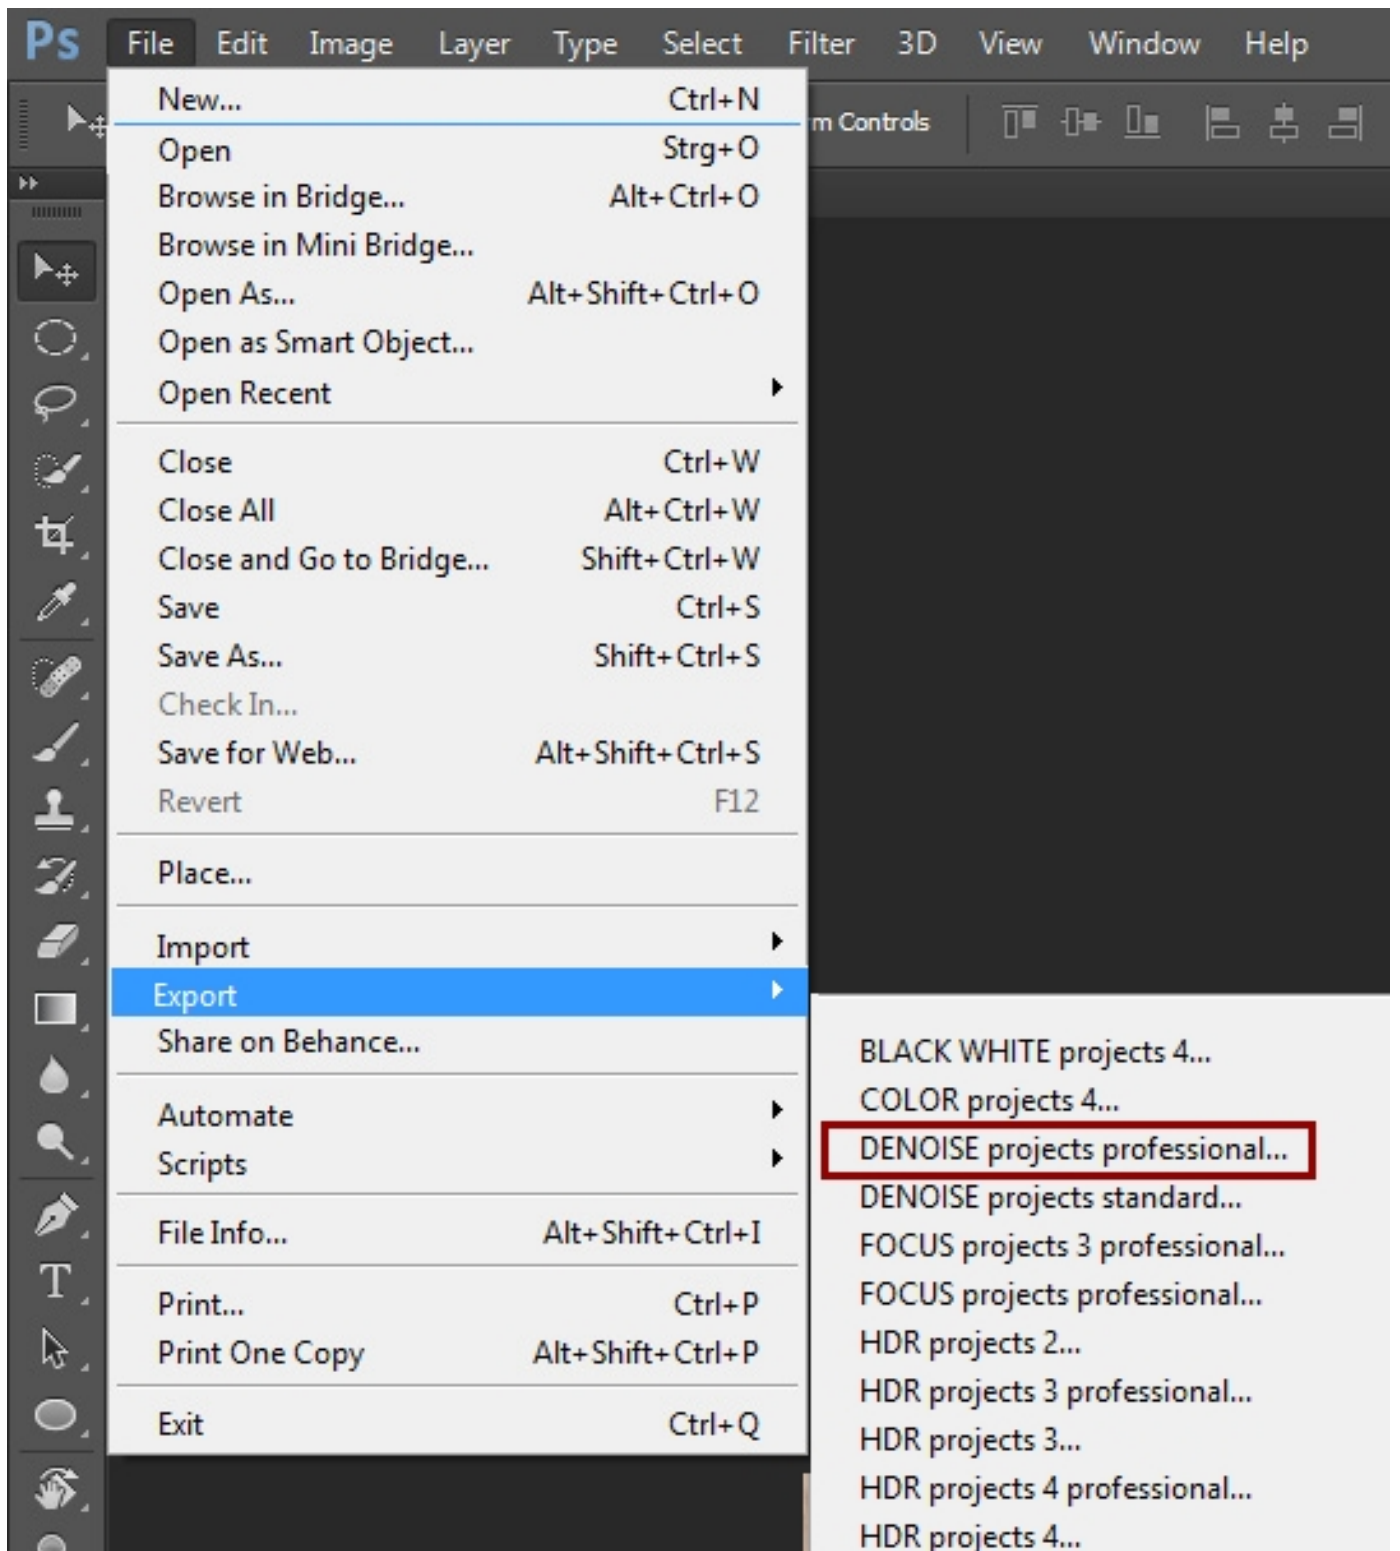 Ps File Edit Image Layer Type Select Filter 3D View Window Help
m Controls
New... Ctrl+N
Open Strg+O
Browse in Bridge... Alt+Ctrl+O
Browse in Mini Bridge...
Open As... Alt+Shift+Ctrl+O
Open as Smart Object...
Open Recent
Close Ctrl+W
Close All Alt+Ctrl+W
Close and Go to Bridge... Shift+Ctrl+W
Save Ctrl+S
Save As... Shift+Ctrl+S
Check In...
Save for Web... Alt+Shift+Ctrl+S
Revert F12
Place...
Import
Export
Share on Behance...
Automate
Scripts
File Info... Alt+Shift+Ctrl+I
Print... Ctrl+P
Print One Copy Alt+Shift+Ctrl+P
Exit Ctrl+Q
BLACK WHITE projects 4...
COLOR projects 4...
DENOISE projects professional...
DENOISE projects standard...
FOCUS projects 3 professional...
FOCUS projects professional...
HDR projects 2...
HDR projects 3 professional...
HDR projects 3...
HDR projects 4 professional...
HDR projects 4...